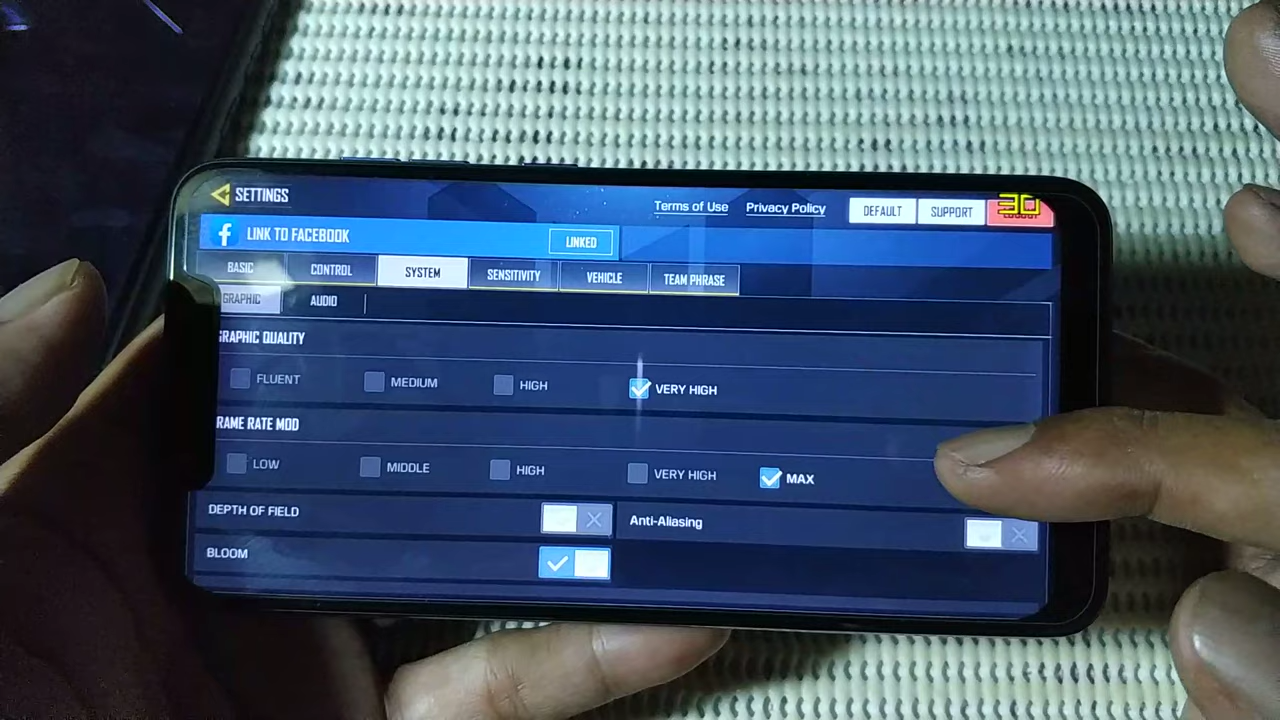 SETTINGS
Terms of Use
Privacy Policy
DEFAULT
SUPPORT
30
f LINK TO FACEBOOK
LINKED
BASIC
CONTROL
SYSTEM
SENSITIVITY
VEHICLE
TEAM PHRASE
GRAPHIC
AUDIO
GRAPHIC QUALITY
FLUENT
MEDIUM
HIGH
VERY HIGH
RAME RATE MOD
LOW
MIDDLE
HIGH
VERY HIGH
MAX
DEPTH OF FIELD
Anti-Aliasing
BLOOM